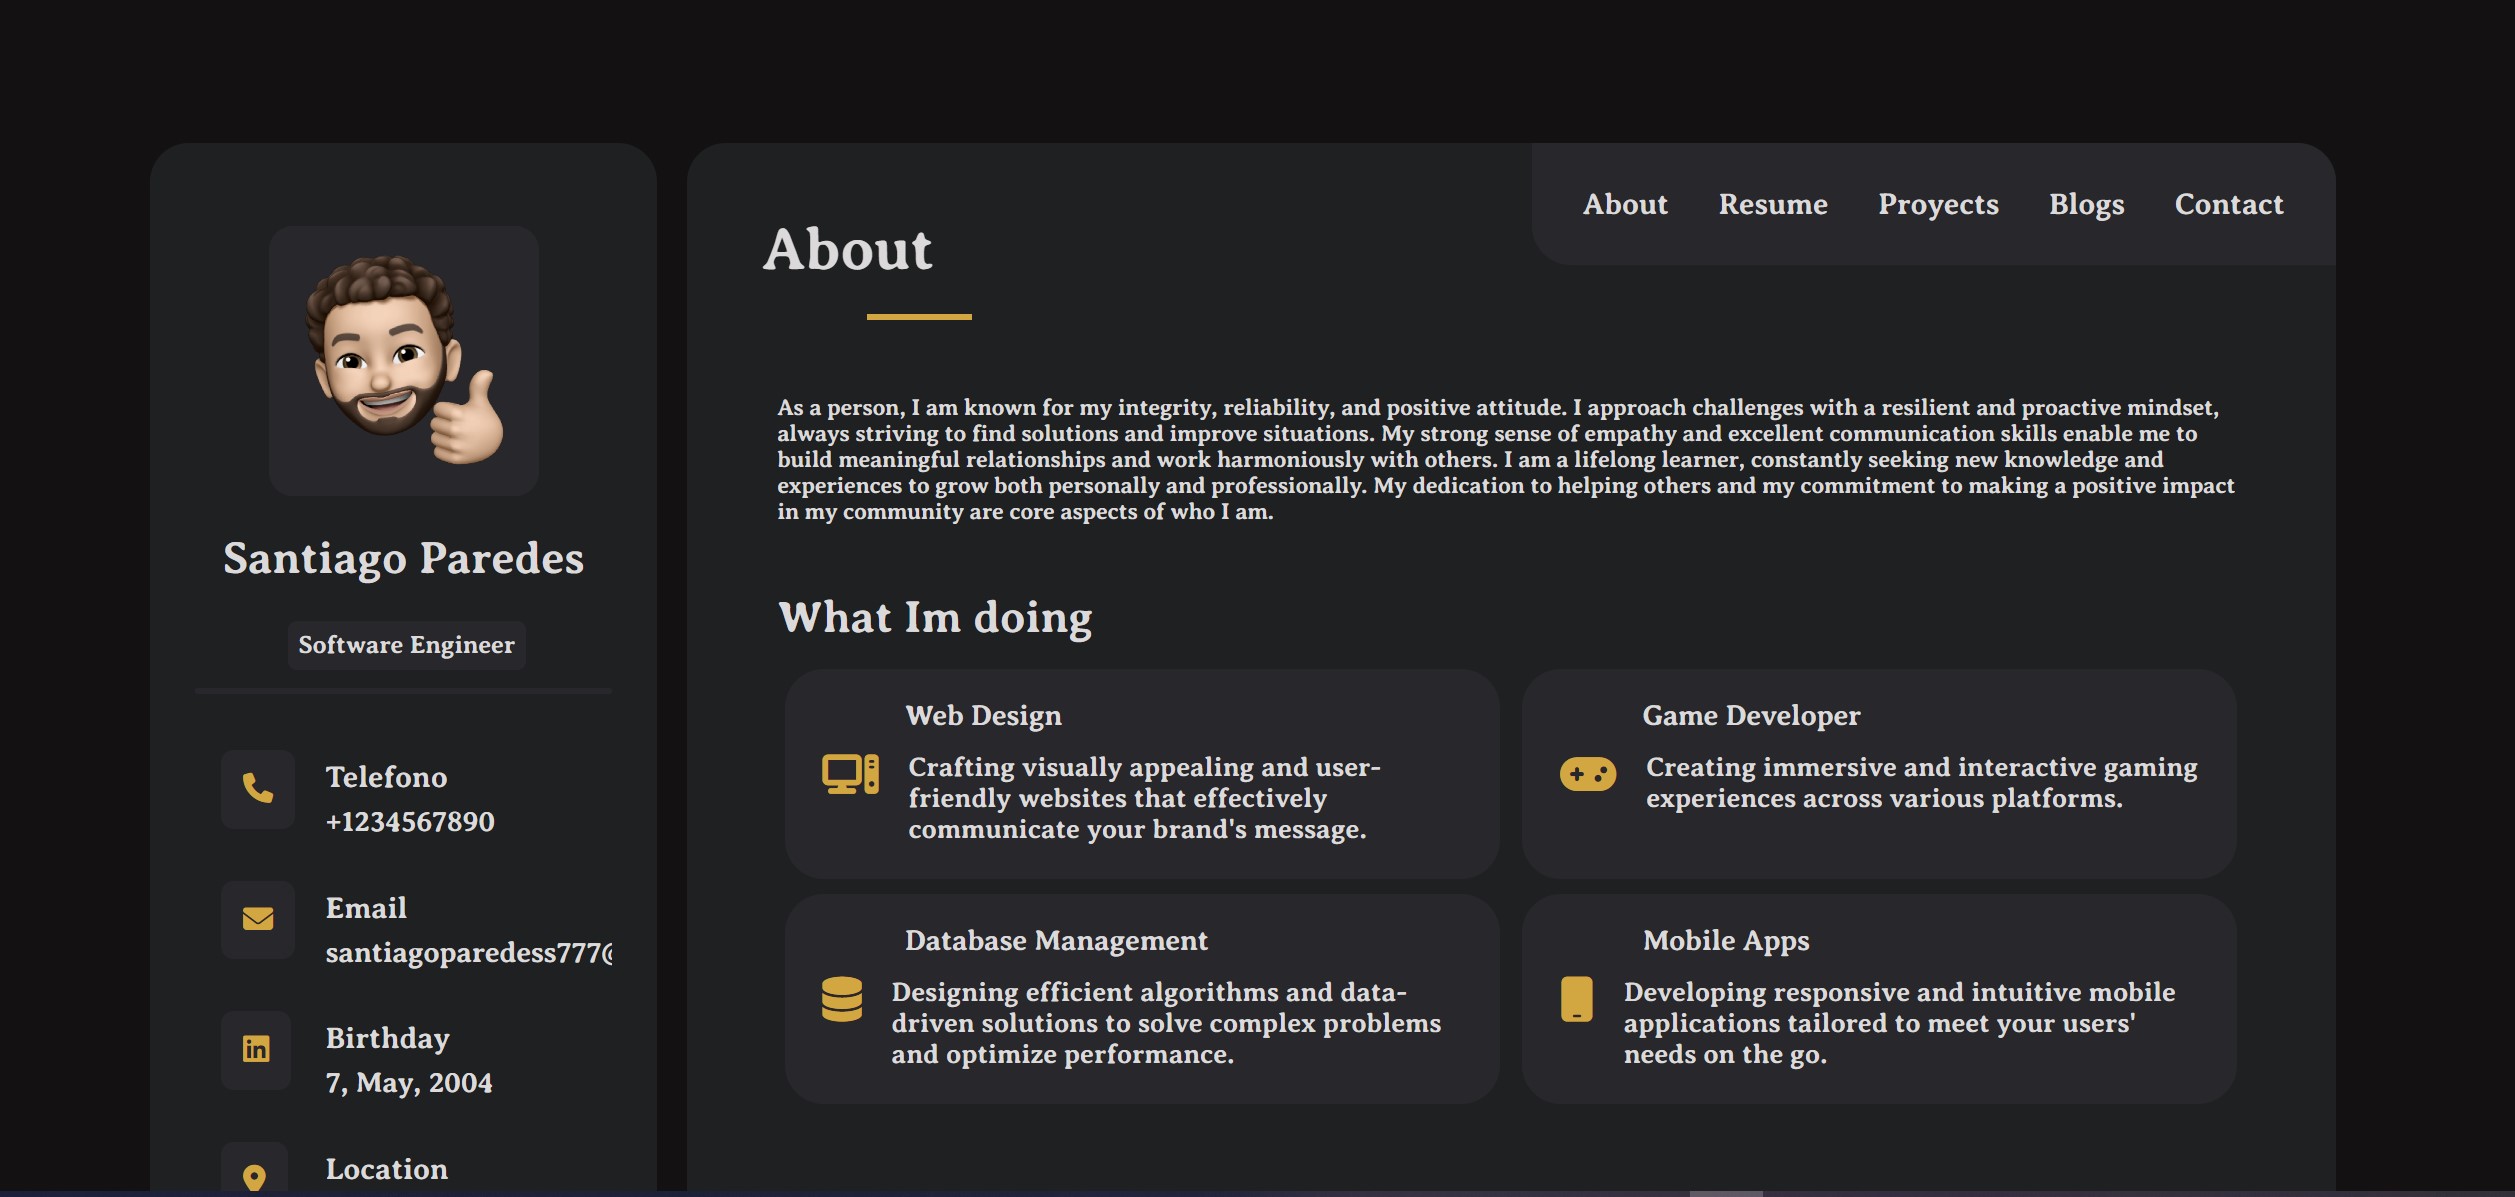 Santiago Paredes
Software Engineer
Telefono
+1234567890
Email
santiagoparedess777@
Birthday
7, May, 2004
Location
About Resume Proyects Blogs Contact
About
As a person, I am known for my integrity, reliability, and positive attitude. I approach challenges with a resilient and proactive mindset,
always striving to find solutions and improve situations. My strong sense of empathy and excellent communication skills enable me to
build meaningful relationships and work harmoniously with others. I am a lifelong learner, constantly seeking new knowledge and
experiences to grow both personally and professionally. My dedication to helping others and my commitment to making a positive impact
in my community are core aspects of who I am.
What Im doing
Web Design
Crafting visually appealing and user-
friendly websites that effectively
communicate your brand's message.
Game Developer
Creating immersive and interactive gaming
experiences across various platforms.
Database Management
Designing efficient algorithms and data-
driven solutions to solve complex problems
and optimize performance.
Mobile Apps
Developing responsive and intuitive mobile
applications tailored to meet your users'
needs on the go.